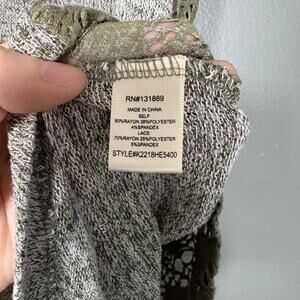 RN#131869
MADE IN CHINA
SELF:
60%RAYON 36%POLYESTER
4%SPANDEX
LACE:
70%RAYON 25%POLYESTER
5%SPANDEX
STYLE#K2218HE5400